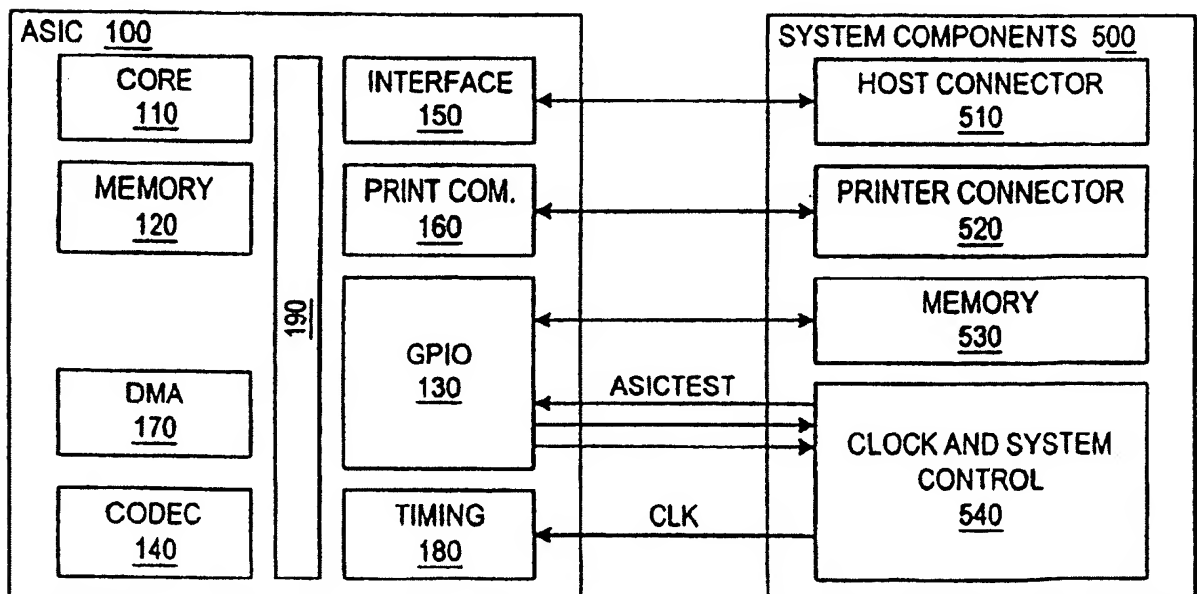 ASIC 100
CORE
110
MEMORY
120
DMA
170
CODEC
140
190
INTERFACE
150
PRINT COM.
160
GPIO
130
TIMING
180
ASICTEST
CLK
SYSTEM COMPONENTS 500
HOST CONNECTOR
510
PRINTER CONNECTOR
520
MEMORY
530
CLOCK AND SYSTEM
CONTROL
540